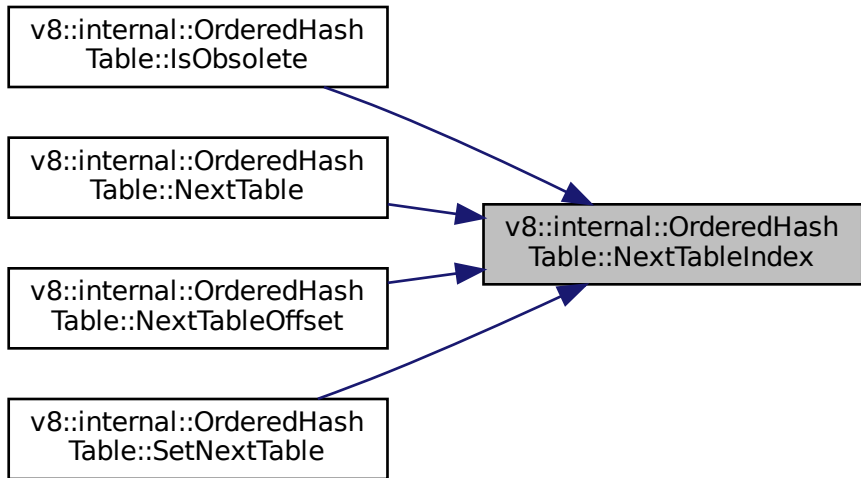 v8::internal::OrderedHash
Table::IsObsolete
v8::internal::OrderedHash
Table::NextTable
v8::internal::OrderedHash
Table::NextTableIndex
v8::internal::OrderedHash
Table::NextTableOffset
v8::internal::OrderedHash
Table::SetNextTable